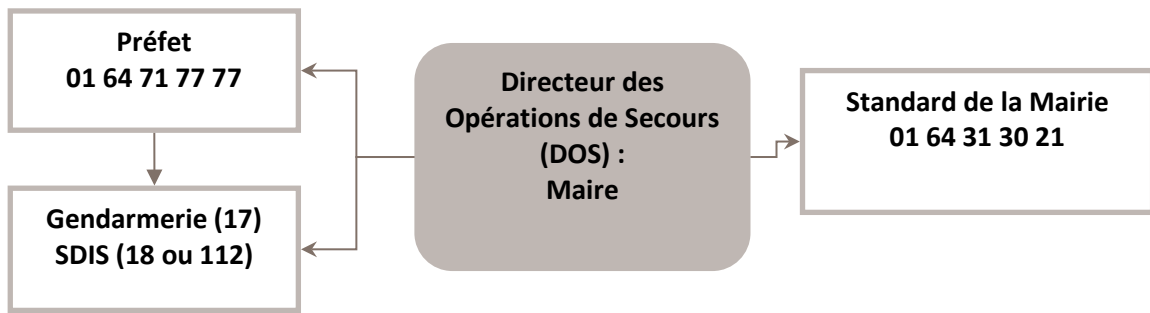 Préfet
01 64 71 77 77
Gendarmerie (17)
SDIS (18 ou 112)
Directeur des
Opérations de Secours
(DOS) :
Maire
Standard de la Mairie
01 64 31 30 21